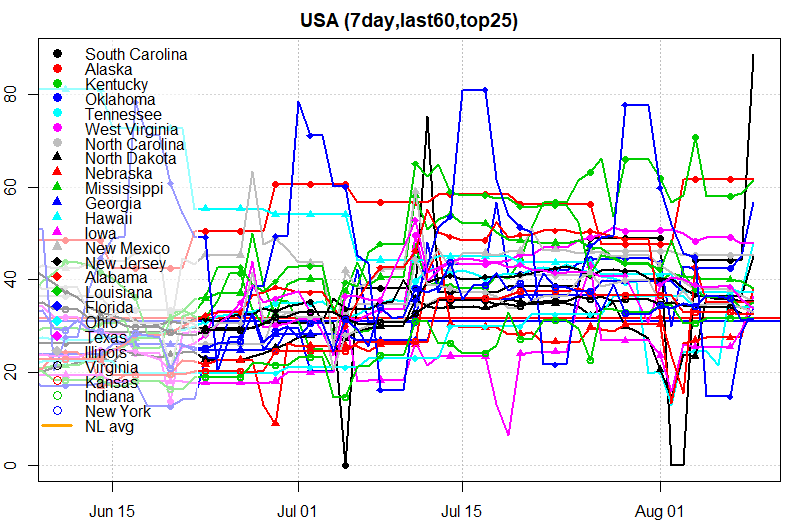 USA (7day,last60,top25)
South Carolina
Alaska
Kentucky
Oklahoma
Tennessee
West Virginia
North Carolina
North Dakota
Nebraska
Mississippi
Georgia
Hawaii
Iowa
New Mexico
New Jersey
Alabama
Louisiana
Florida
Ohio
Texas
Illinois
Virginia
Kansas
Indiana
New York
NL avg
80
60
40
20
0
Jun 15
Jul 01
Jul 15
Aug 01